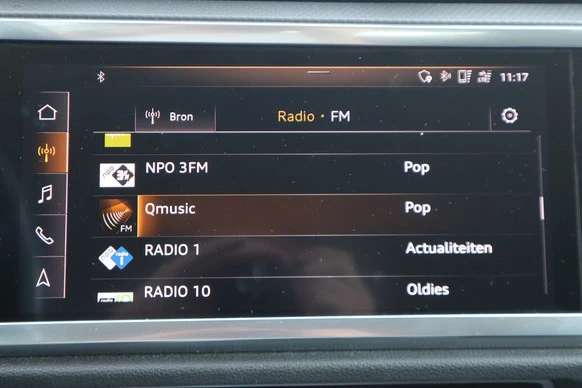 11:17
Bron Radio • FM
NPO 3FM Pop
Qmusic Pop
FM
RADIO 1 Actualiteiten
RADIO 10 Oldies